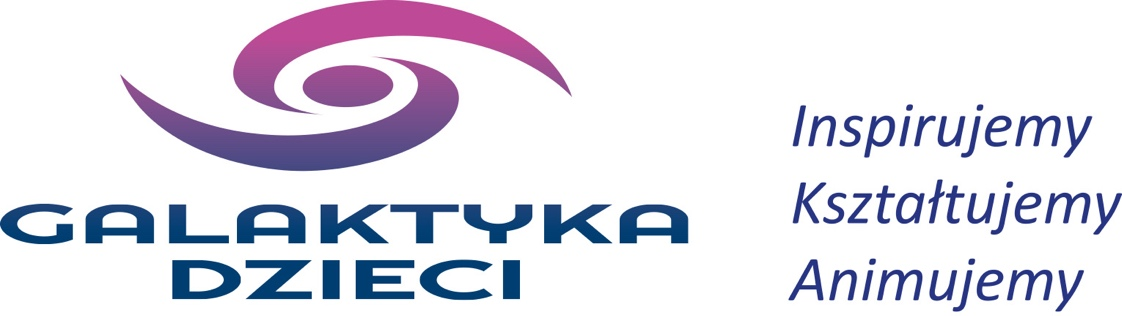 GALAKTYKA
DZIECI
Inspirujemy
Kształtujemy
Animujemy